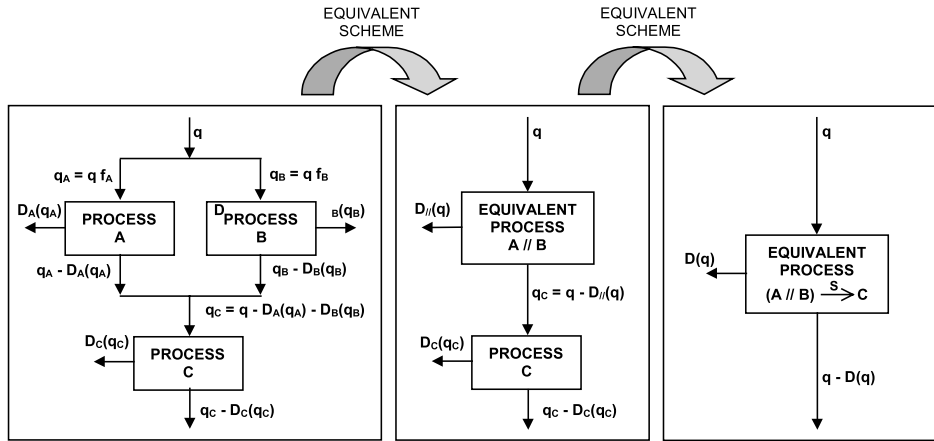 EQUIVALENT
SCHEME
EQUIVALENT
SCHEME
q
qA = q fA
qB = q fB
DA(qA)
PROCESS
A
D
PROCESS
B
B(qB)
qA - DA(qA)
qB - DB(qB)
qC = q - DA(qA) - DB(qB)
DC(qC)
PROCESS
C
qC - DC(qC)
q
D//(q)
EQUIVALENT
PROCESS
A // B
qC = q - D//(q)
DC(qC)
PROCESS
C
qC - DC(qC)
q
D(q)
EQUIVALENT
PROCESS
S
(A // B) → C
q - D(q)